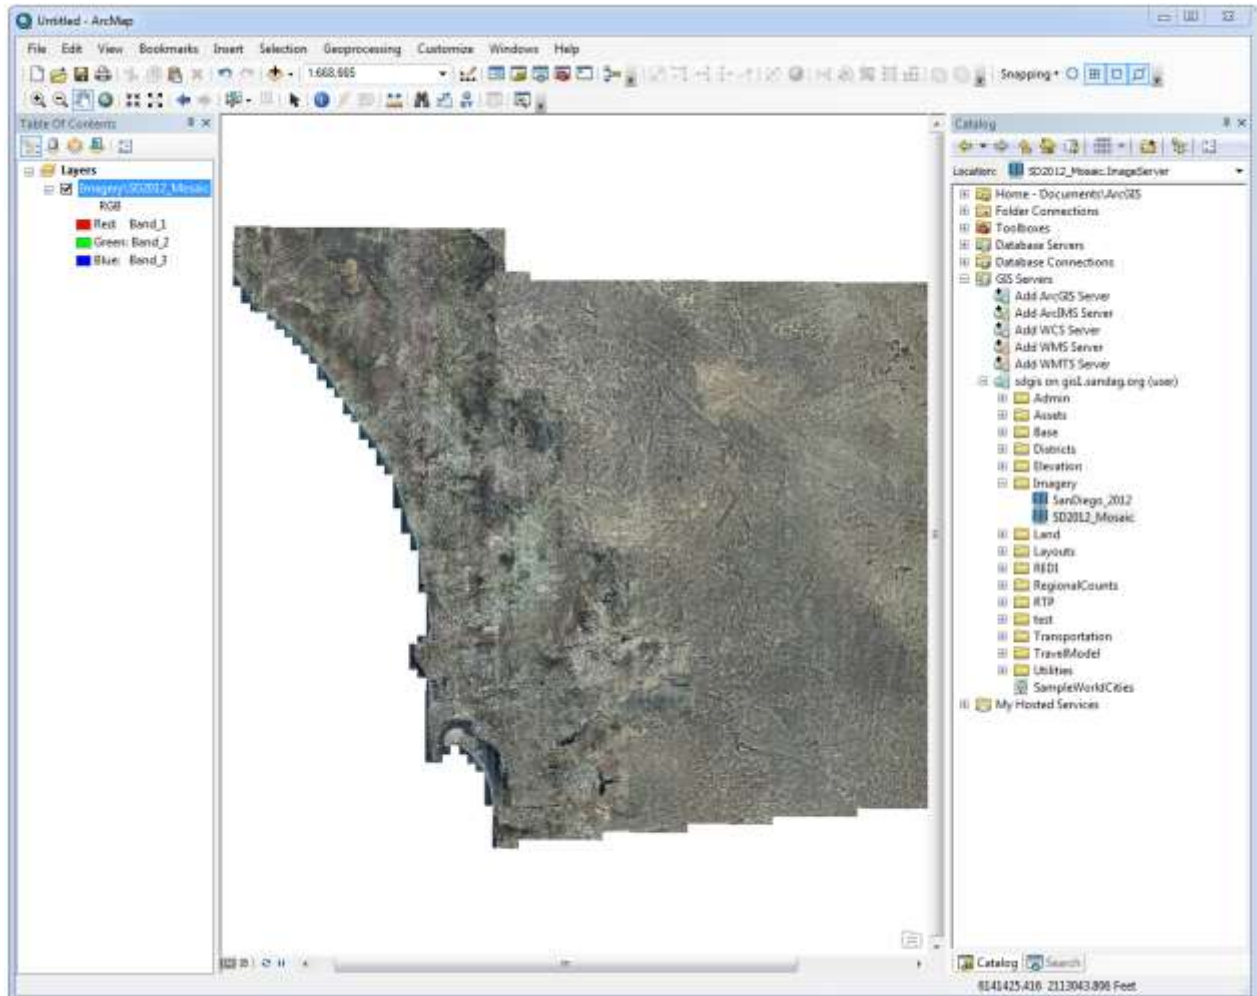 Untitled - ArcMap
File Edit View Bookmarks Insert Selection Geoprocessing Customize Windows Help
1:668,665
Snapping
Table Of Contents
Layers
Imagery\SD2012_Mosaic
RGB
Red: Band_1
Green: Band_2
Blue: Band_3
Catalog
Location: SD2012_Mosaic.ImageServer
Home - Documents\ArcGIS
Folder Connections
Toolboxes
Database Servers
Database Connections
GIS Servers
Add ArcGIS Server
Add ArcIMS Server
Add WCS Server
Add WMS Server
Add WMTS Server
sdgis on gis1.sandag.org (user)
Admin
Assets
Base
Districts
Elevation
Imagery
SanDiego_2012
SD2012_Mosaic
Land
Layouts
REDI
RegionalCounts
RTP
test
Transportation
TravelModel
Utilities
SampleWorldCities
My Hosted Services
Catalog Search
6141425.416 2113043.806 Feet